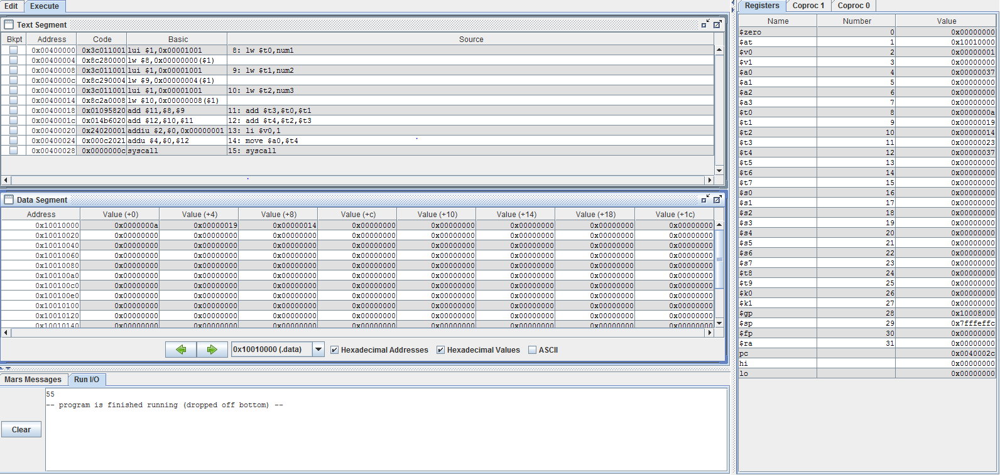 Edit Execute
Text Segment
Bkpt Address Code Basic Source
0x00400000 0x3c011001 lui $1,0x00001001 8: lw $t0,num1
0x00400004 0x8c280000 lw $8,0x00000000($1)
0x00400008 0x3c011001 lui $1,0x00001001 9: lw $t1,num2
0x0040000c 0x8c290004 lw $9,0x00000004($1)
0x00400010 0x3c011001 lui $1,0x00001001 10: lw $t2,num3
0x00400014 0x8c2a0008 lw $10,0x00000008($1)
0x00400018 0x01095820 add $11,$8,$9 11: add $t3,$t0,$t1
0x0040001c 0x014b6020 add $12,$10,$11 12: add $t4,$t2,$t3
0x00400020 0x24020001 addiu $2,$0,0x00000001 13: li $v0,1
0x00400024 0x000c2021 addu $4,$0,$12 14: move $a0,$t4
0x00400028 0x0000000c syscall 15: syscall
Data Segment
Address Value (+0) Value (+4) Value (+8) Value (+c) Value (+10) Value (+14) Value (+18) Value (+1c)
0x10010000 0x0000000a 0x00000019 0x00000014 0x00000000 0x00000000 0x00000000 0x00000000 0x00000000
0x10010020 0x00000000 0x00000000 0x00000000 0x00000000 0x00000000 0x00000000 0x00000000 0x00000000
0x10010040 0x00000000 0x00000000 0x00000000 0x00000000 0x00000000 0x00000000 0x00000000 0x00000000
0x10010060 0x00000000 0x00000000 0x00000000 0x00000000 0x00000000 0x00000000 0x00000000 0x00000000
0x10010080 0x00000000 0x00000000 0x00000000 0x00000000 0x00000000 0x00000000 0x00000000 0x00000000
0x100100a0 0x00000000 0x00000000 0x00000000 0x00000000 0x00000000 0x00000000 0x00000000 0x00000000
0x100100c0 0x00000000 0x00000000 0x00000000 0x00000000 0x00000000 0x00000000 0x00000000 0x00000000
0x100100e0 0x00000000 0x00000000 0x00000000 0x00000000 0x00000000 0x00000000 0x00000000 0x00000000
0x10010100 0x00000000 0x00000000 0x00000000 0x00000000 0x00000000 0x00000000 0x00000000 0x00000000
0x10010120 0x00000000 0x00000000 0x00000000 0x00000000 0x00000000 0x00000000 0x00000000 0x00000000
0x10010140 0x00000000 0x00000000 0x00000000 0x00000000 0x00000000 0x00000000 0x00000000 0x00000000
0x10010000 (.data) Hexadecimal Addresses Hexadecimal Values ASCII
Mars Messages Run I/O
55
-- program is finished running (dropped off bottom) --
Clear
Registers Coproc 1 Coproc 0
Name Number Value
$zero 0 0x00000000
$at 1 0x10010000
$v0 2 0x00000001
$v1 3 0x00000000
$a0 4 0x00000037
$a1 5 0x00000000
$a2 6 0x00000000
$a3 7 0x00000000
$t0 8 0x0000000a
$t1 9 0x00000019
$t2 10 0x00000014
$t3 11 0x00000023
$t4 12 0x00000037
$t5 13 0x00000000
$t6 14 0x00000000
$t7 15 0x00000000
$s0 16 0x00000000
$s1 17 0x00000000
$s2 18 0x00000000
$s3 19 0x00000000
$s4 20 0x00000000
$s5 21 0x00000000
$s6 22 0x00000000
$s7 23 0x00000000
$t8 24 0x00000000
$t9 25 0x00000000
$k0 26 0x00000000
$k1 27 0x00000000
$gp 28 0x10008000
$sp 29 0x7fffeffc
$fp 30 0x00000000
$ra 31 0x00000000
pc 0x0040002c
hi 0x00000000
lo 0x00000000